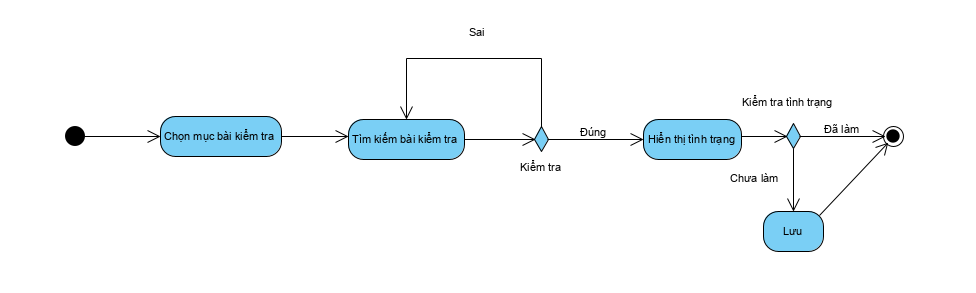 Sai
Chọn mục bài kiểm tra
Tìm kiếm bài kiểm tra
Kiểm tra
Đúng
Hiển thị tình trạng
Kiểm tra tình trạng
Đã làm
Chưa làm
Lưu